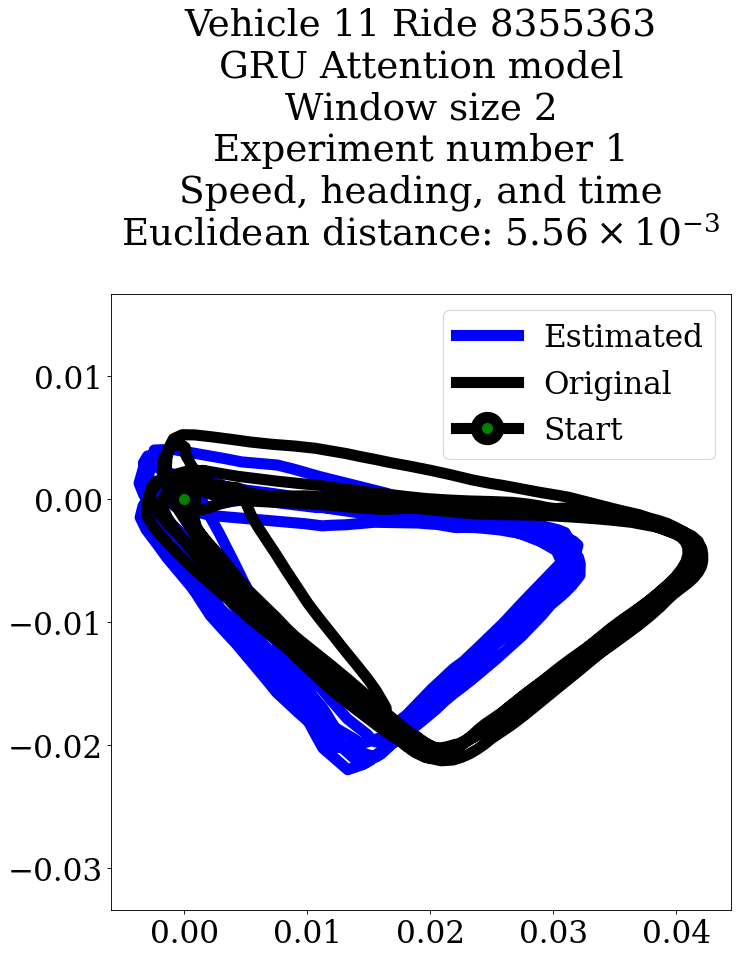 Vehicle 11 Ride 8355363
GRU Attention model
Window size 2
Experiment number 1
Speed, heading, and time
Euclidean distance: 5.56 × 10⁻³
Estimated
Original
Start
0.01
0.00
−0.01
−0.02
−0.03
0.00 0.01 0.02 0.03 0.04